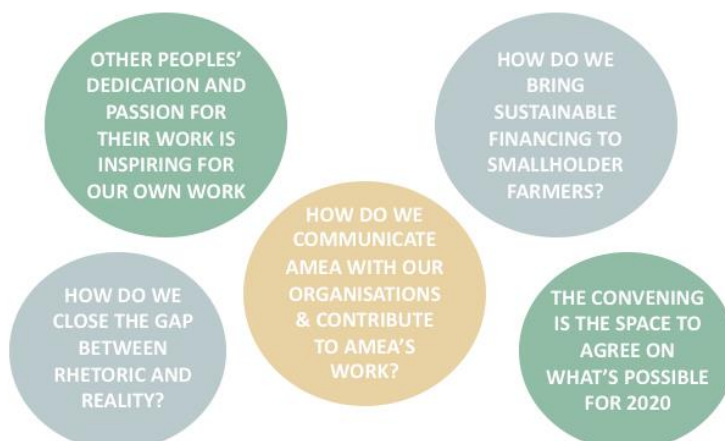 OTHER PEOPLES'
DEDICATION AND
PASSION FOR
THEIR WORK IS
INSPIRING FOR
OUR OWN WORK
HOW DO WE
BRING
SUSTAINABLE
FINANCING TO
SMALLHOLDER
FARMERS?
HOW DO WE
COMMUNICATE
AMEA WITH OUR
ORGANISATIONS
& CONTRIBUTE
TO AMEA'S
WORK?
HOW DO WE
CLOSE THE GAP
BETWEEN
RHETORIC AND
REALITY?
THE CONVENING
IS THE SPACE TO
AGREE ON
WHAT'S POSSIBLE
FOR 2020